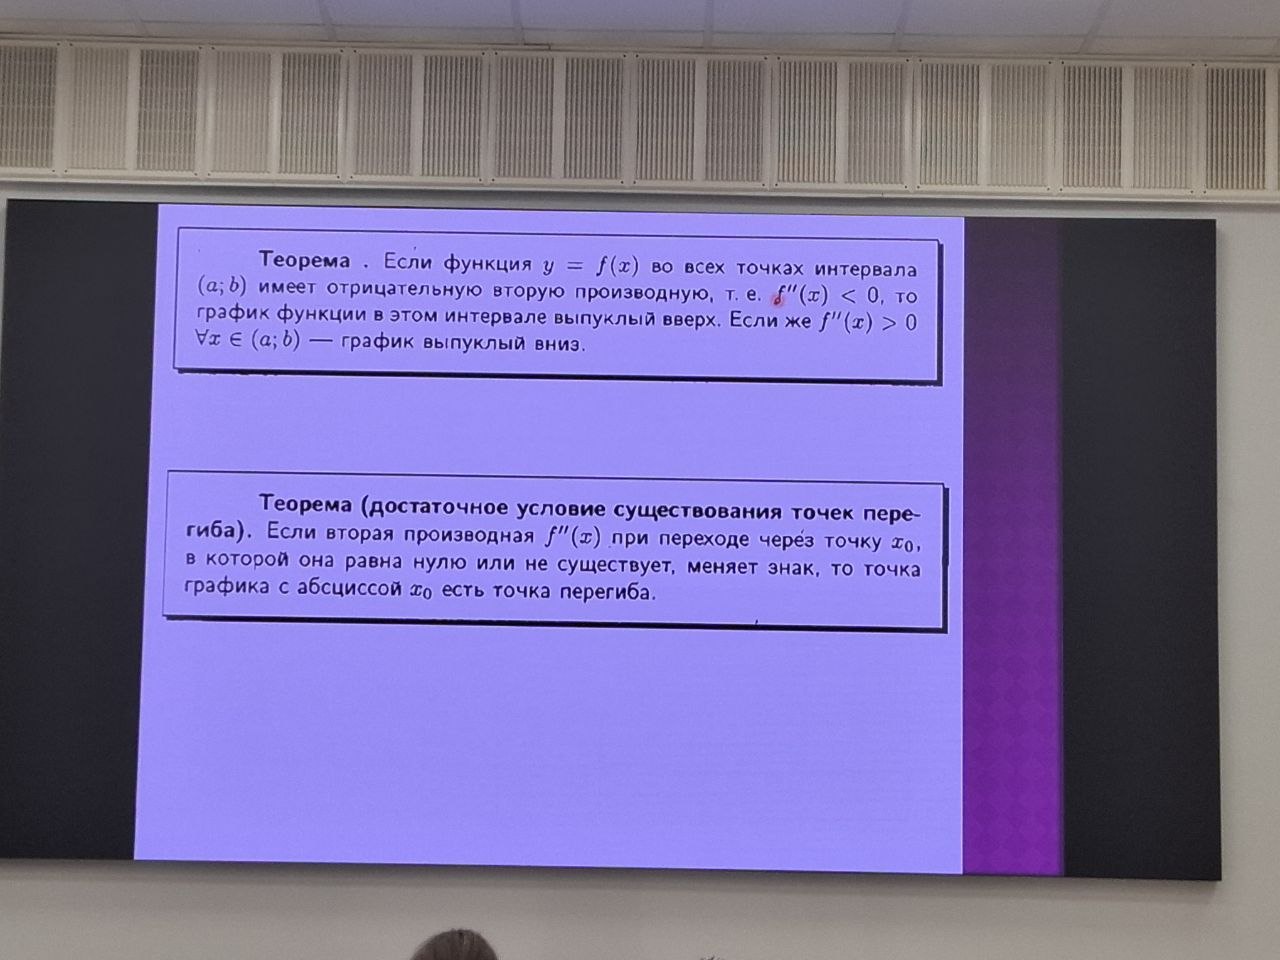 Теорема . Если функция y = f(x) во всех точках интервала
(a; b) имеет отрицательную вторую производную, т. е. f″(x) < 0, то
график функции в этом интервале выпуклый вверх. Если же f″(x) > 0
∀x ∈ (a; b) — график выпуклый вниз.
Теорема (достаточное условие существования точек пере-
гиба). Если вторая производная f″(x) при переходе через точку x₀,
в которой она равна нулю или не существует, меняет знак, то точка
графика с абсциссой x₀ есть точка перегиба.